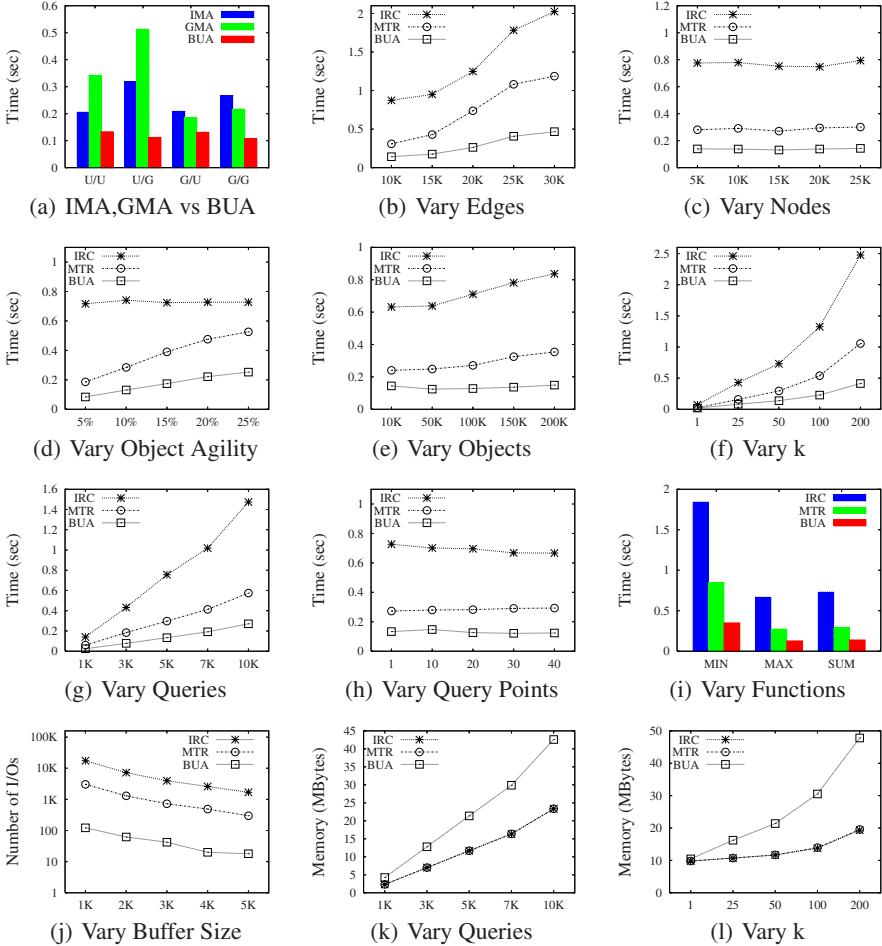 0.6
0.5
0.4
0.3
0.2
0.1
0
Time (sec)
IMA
GMA
BUA
U/U U/G G/U G/G
(a) IMA,GMA vs BUA
2
1.5
1
0.5
0
Time (sec)
IRC
MTR
BUA
10K 15K 20K 25K 30K
(b) Vary Edges
1.2
1
0.8
0.6
0.4
0.2
0
Time (sec)
IRC
MTR
BUA
5K 10K 15K 20K 25K
(c) Vary Nodes
1
0.8
0.6
0.4
0.2
0
Time (sec)
IRC
MTR
BUA
5% 10% 15% 20% 25%
(d) Vary Object Agility
1
0.8
0.6
0.4
0.2
0
Time (sec)
IRC
MTR
BUA
10K 50K 100K 150K 200K
(e) Vary Objects
2.5
2
1.5
1
0.5
0
Time (sec)
IRC
MTR
BUA
1 25 50 100 200
(f) Vary k
1.6
1.4
1.2
1
0.8
0.6
0.4
0.2
0
Time (sec)
IRC
MTR
BUA
1K 3K 5K 7K 10K
(g) Vary Queries
1
0.8
0.6
0.4
0.2
0
Time (sec)
IRC
MTR
BUA
1 10 20 30 40
(h) Vary Query Points
2
1.5
1
0.5
0
Time (sec)
IRC
MTR
BUA
MIN MAX SUM
(i) Vary Functions
100K
10K
1K
100
10
1
Number of I/Os
IRC
MTR
BUA
1K 2K 3K 4K 5K
(j) Vary Buffer Size
45
40
35
30
25
20
15
10
5
0
Memory (MBytes)
IRC
MTR
BUA
1K 3K 5K 7K 10K
(k) Vary Queries
50
40
30
20
10
0
Memory (MBytes)
IRC
MTR
BUA
1 25 50 100 200
(l) Vary k